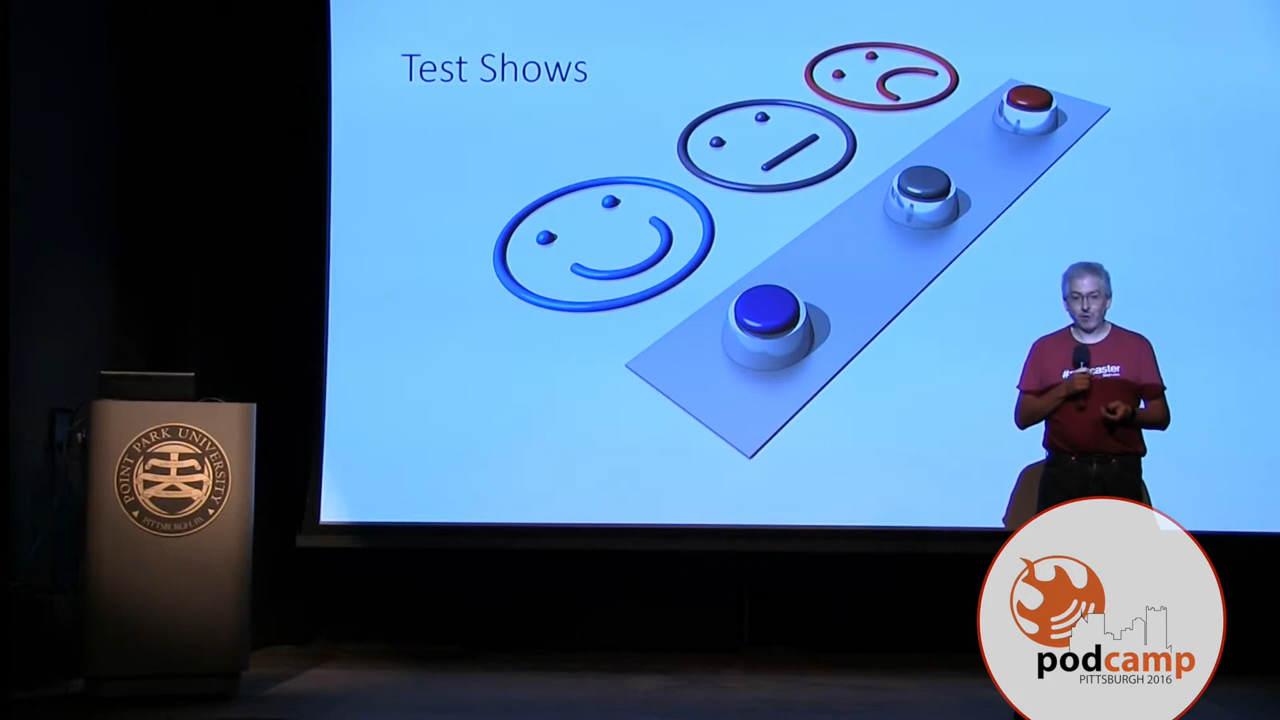 Test Shows
POINT PARK UNIVERSITY
PITTSBURGH, PA
podcamp
PITTSBURGH 2016